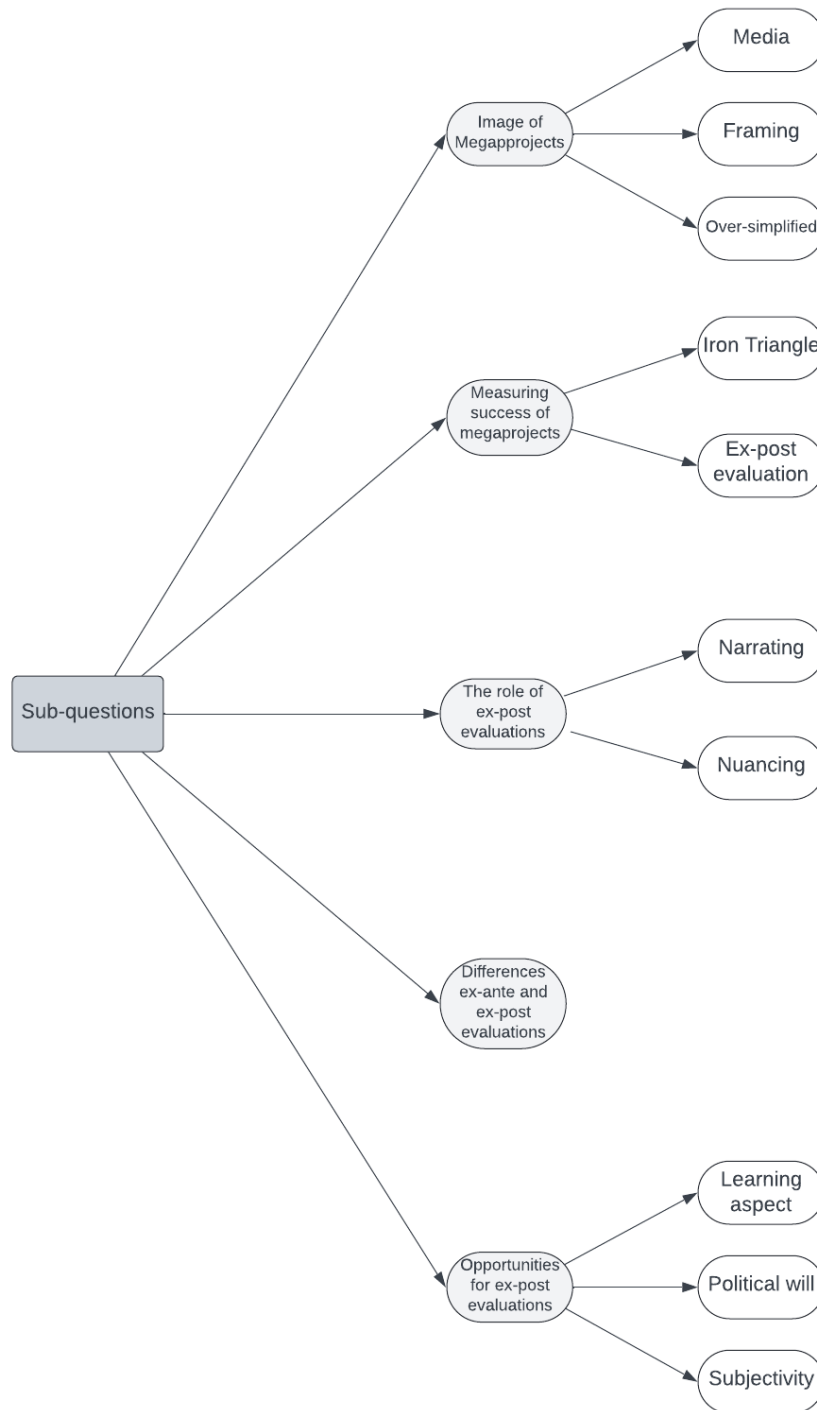 Sub-questions
Image of
Megapprojects
Media
Framing
Over-simplified
Measuring
success of
megaprojects
Iron Triangle
Ex-post
evaluation
The role of
ex-post
evaluations
Narrating
Nuancing
Differences
ex-ante and
ex-post
evaluations
Opportunities
for ex-post
evaluations
Learning
aspect
Political will
Subjectivity